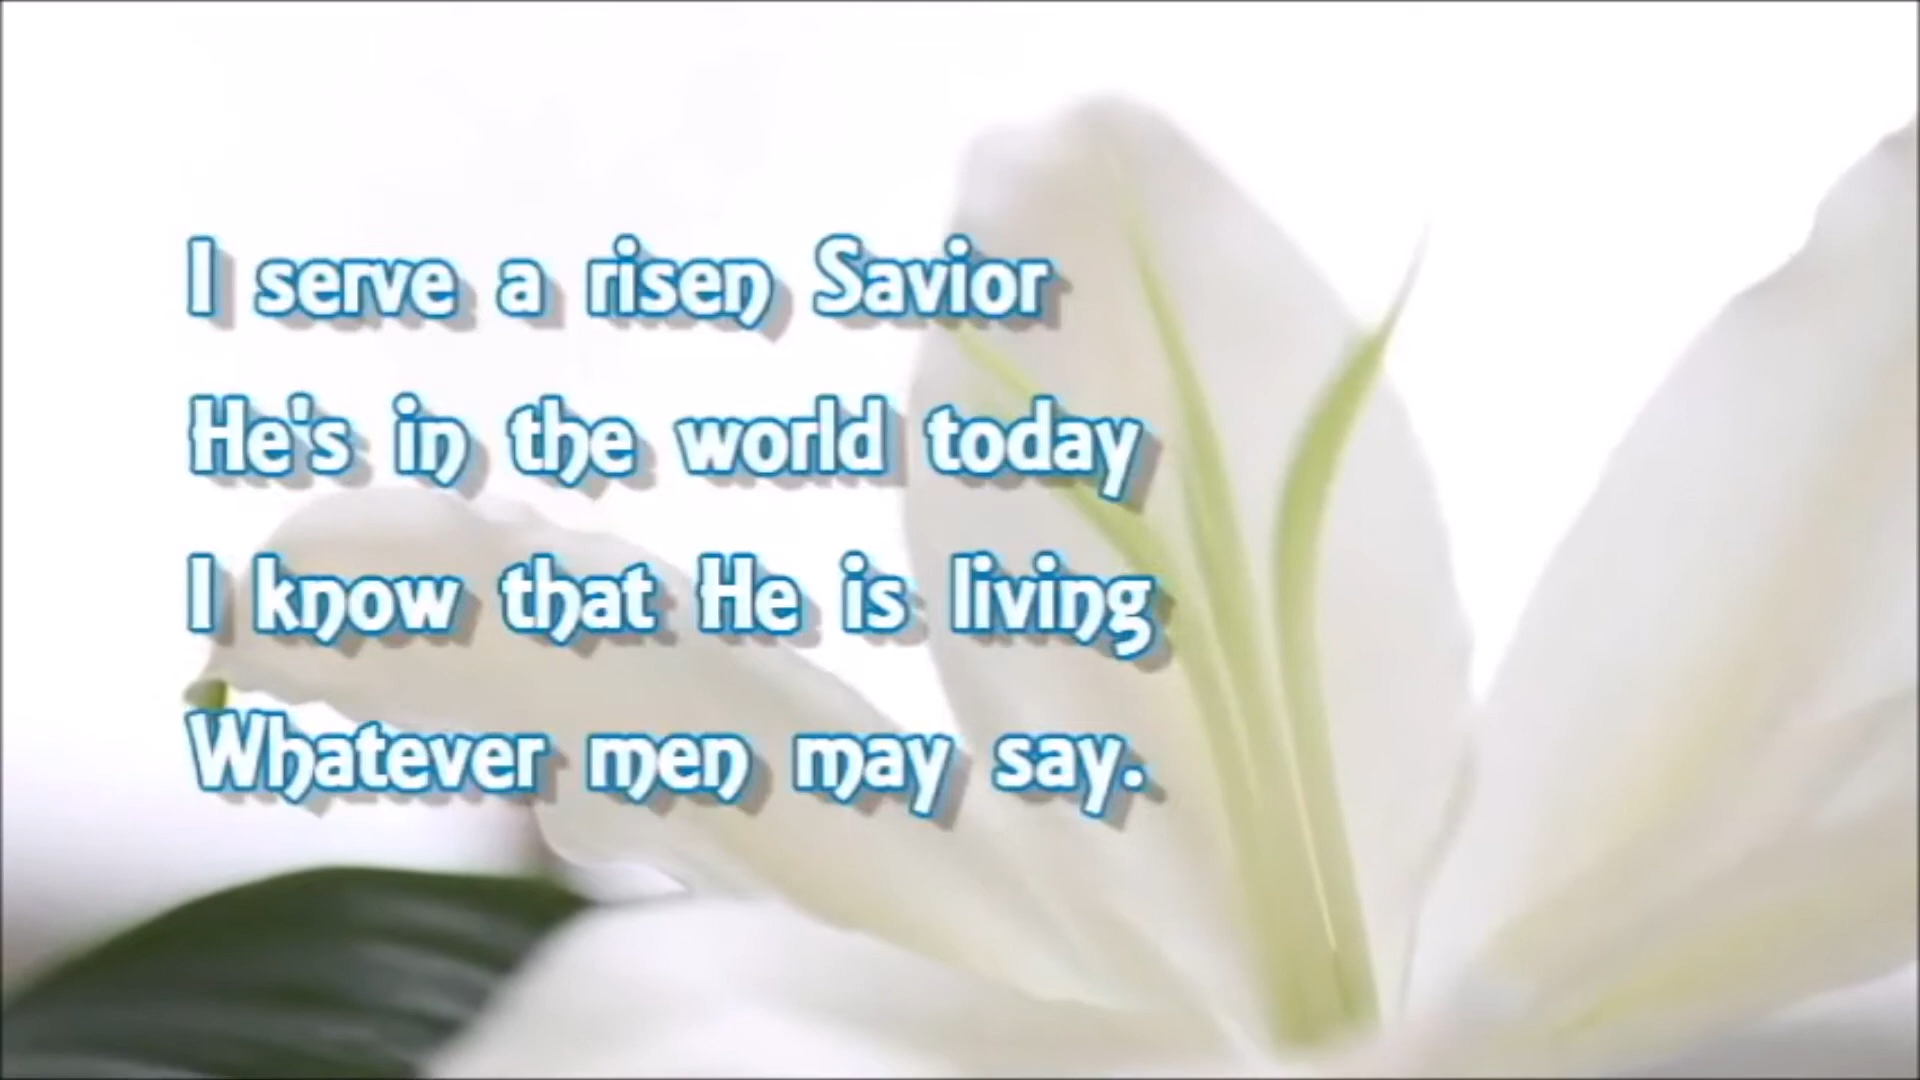 I serve a risen Savior
He's in the world today
I know that He is living
Whatever men may say.